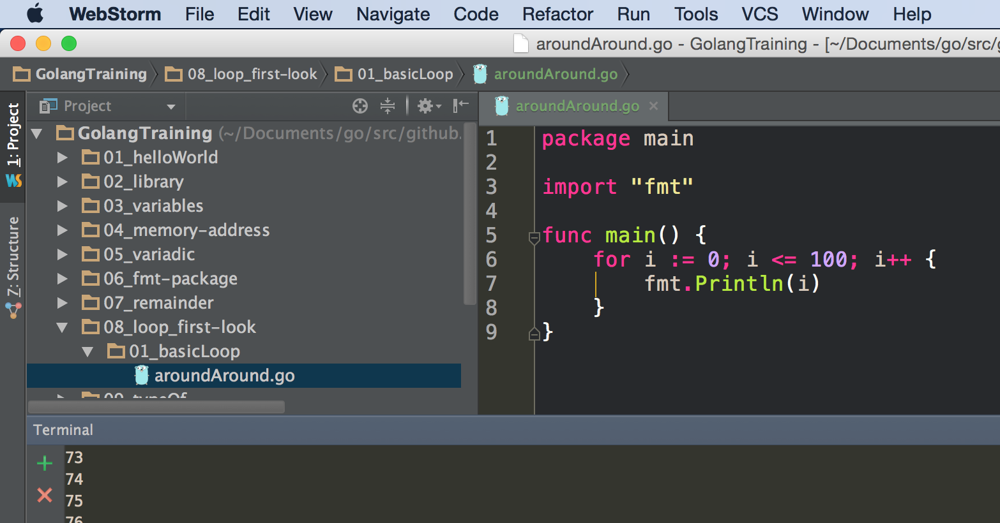 WebStorm File Edit View Navigate Code Refactor Run Tools VCS Window Help
aroundAround.go - GolangTraining - [~/Documents/go/src/g
GolangTraining 08_loop_first-look 01_basicLoop aroundAround.go
1: Project
7: Structure
Project
GolangTraining (~/Documents/go/src/github.
01_helloWorld
02_library
03_variables
04_memory-address
05_variadic
06_fmt-package
07_remainder
08_loop_first-look
01_basicLoop
aroundAround.go
09_typeOf
aroundAround.go
1 package main
2
3 import "fmt"
4
5 func main() {
6 for i := 0; i <= 100; i++ {
7 fmt.Println(i)
8 }
9 }
Terminal
73
74
75
76